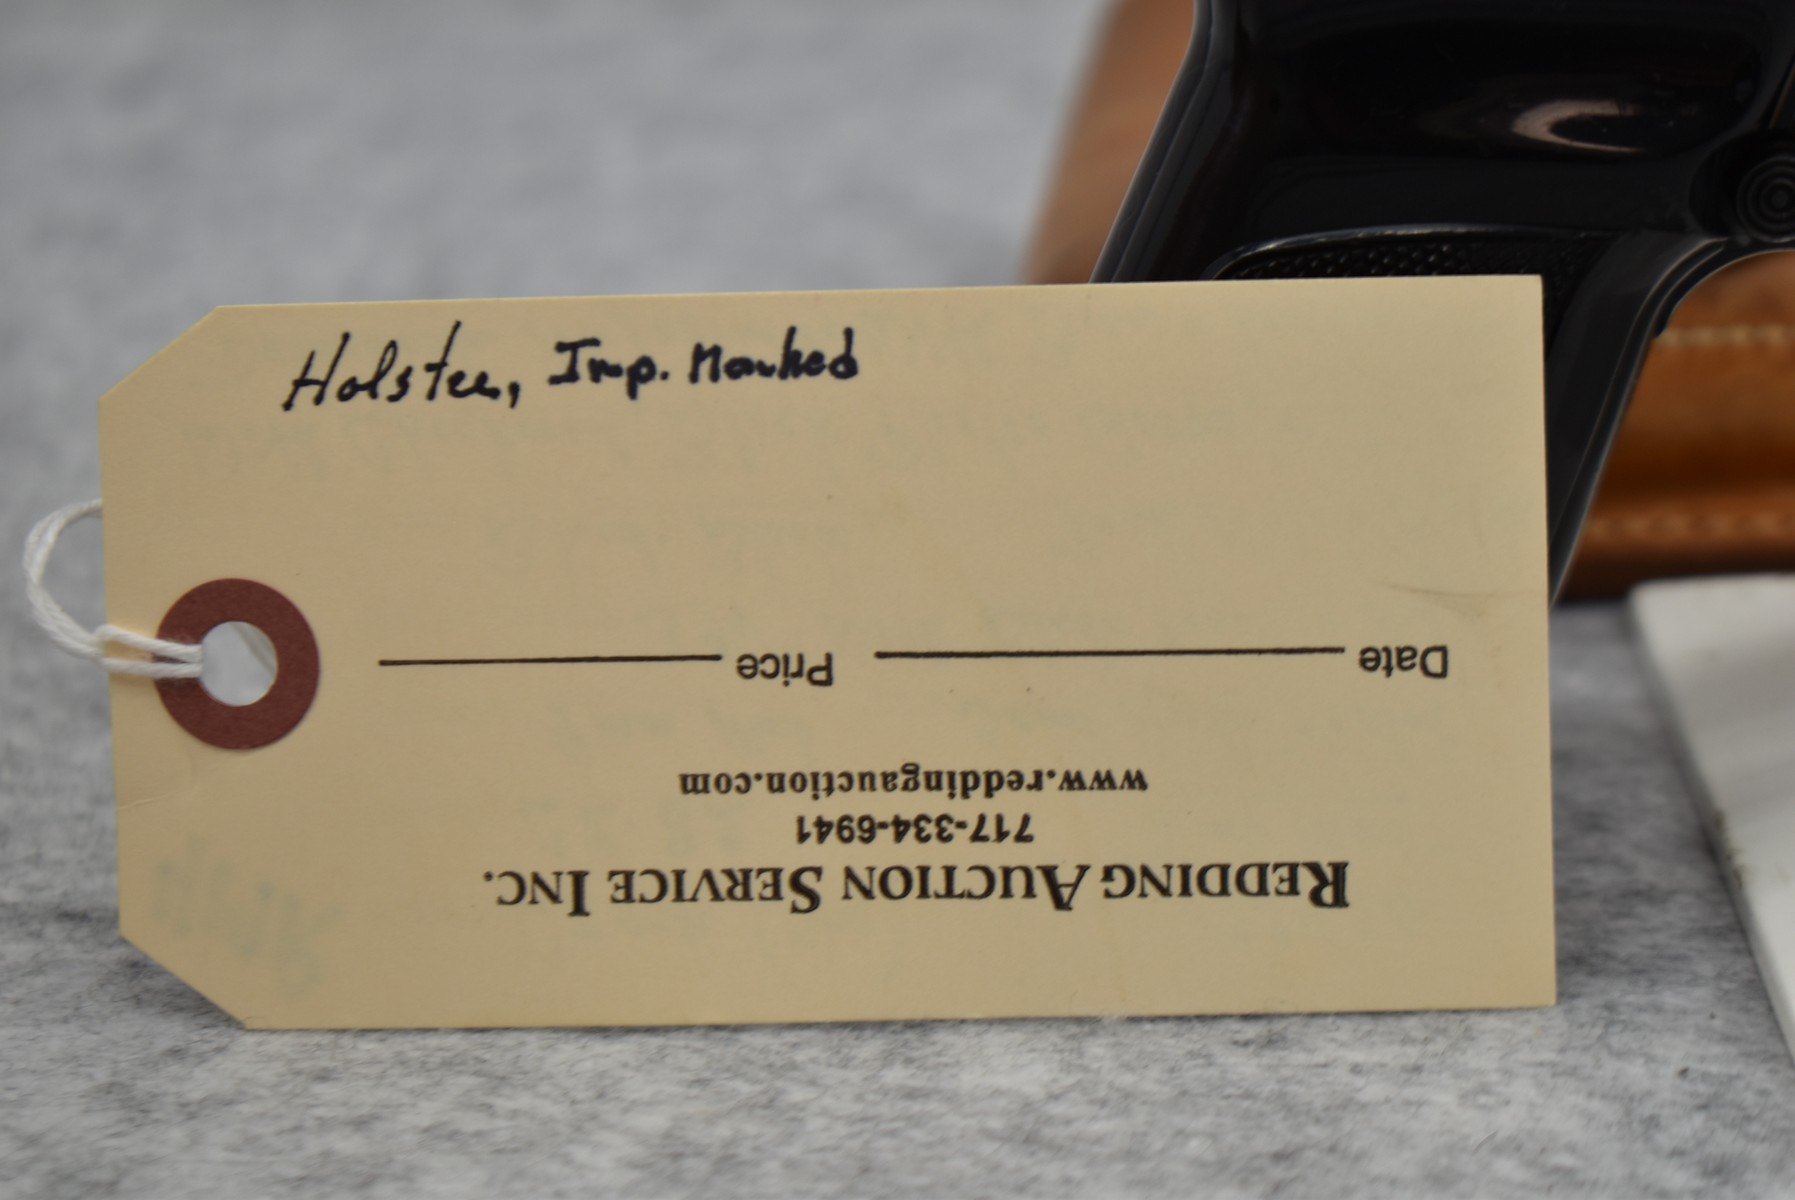 Holster, Imp. Marked
REDDING AUCTION SERVICE INC.
717-334-6941
www.reddingauction.com
Date Price